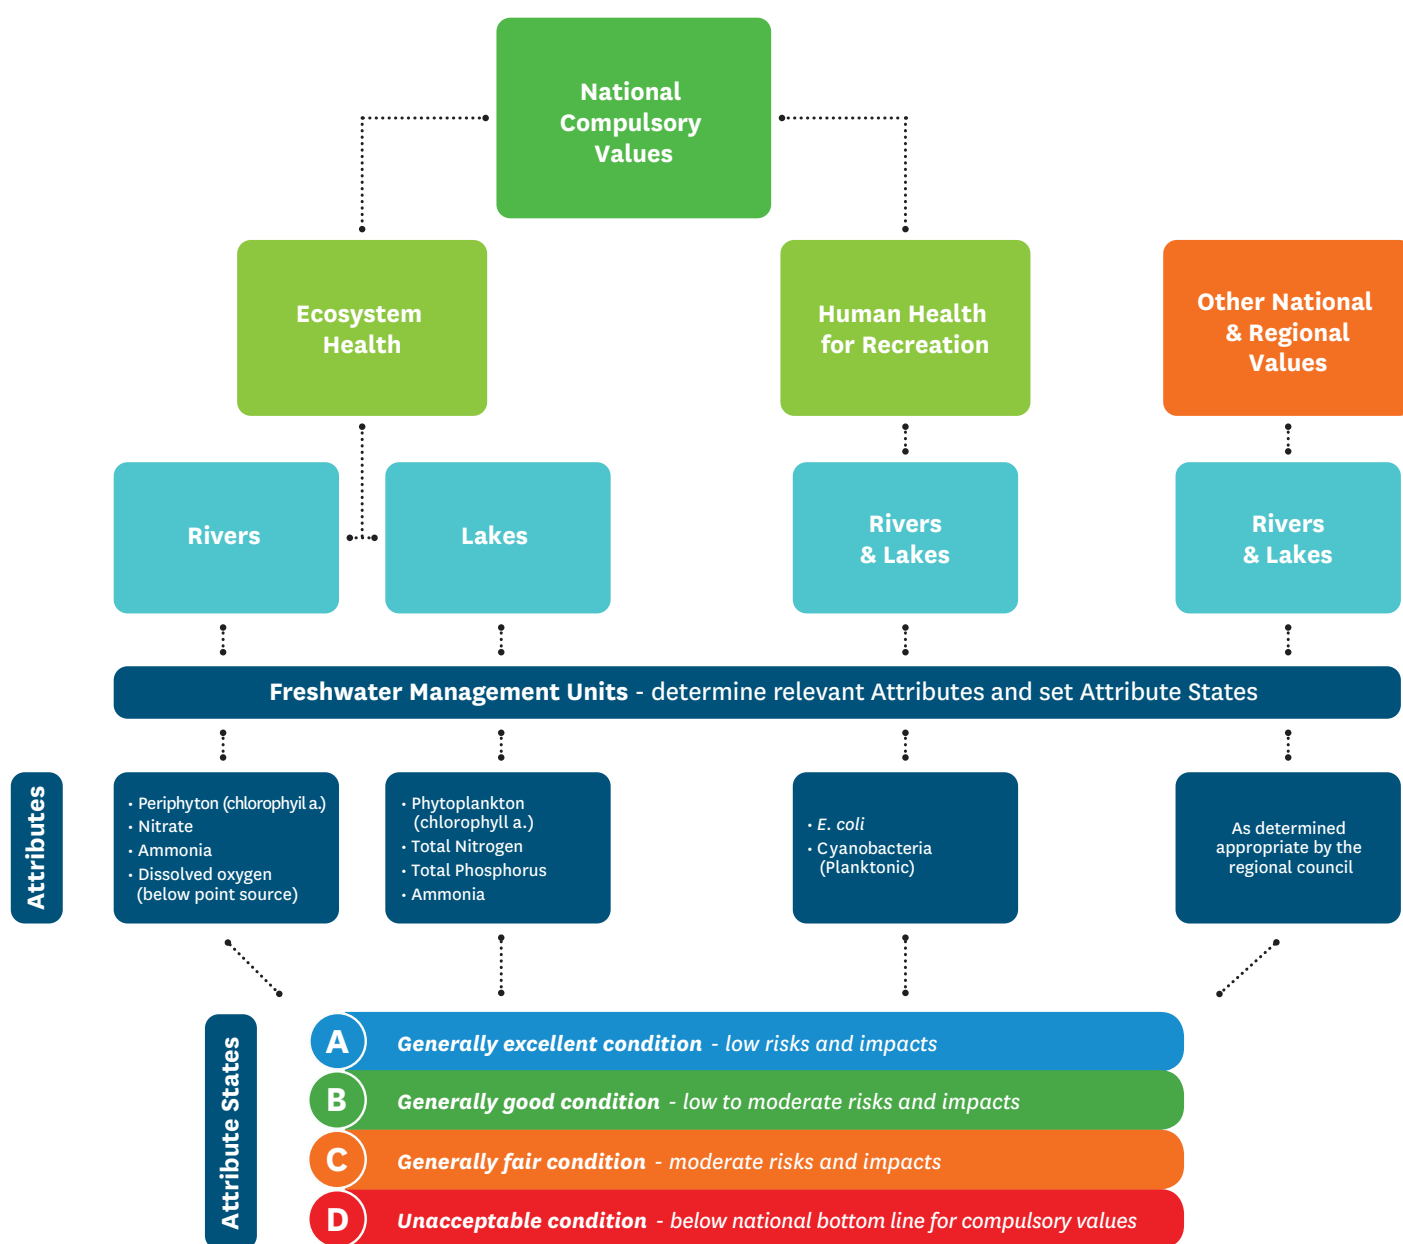 National
Compulsory
Values
Ecosystem
Health
Human Health
for Recreation
Other National
& Regional
Values
Rivers
Lakes
Rivers
& Lakes
Rivers
& Lakes
Freshwater Management Units - determine relevant Attributes and set Attribute States
Attributes
• Periphyton (chlorophyil a.)
• Nitrate
• Ammonia
• Dissolved oxygen
(below point source)
• Phytoplankton
(chlorophyll a.)
• Total Nitrogen
• Total Phosphorus
• Ammonia
• E. coli
• Cyanobacteria
(Planktonic)
As determined
appropriate by the
regional council
Attribute States
A Generally excellent condition - low risks and impacts
B Generally good condition - low to moderate risks and impacts
C Generally fair condition - moderate risks and impacts
D Unacceptable condition - below national bottom line for compulsory values